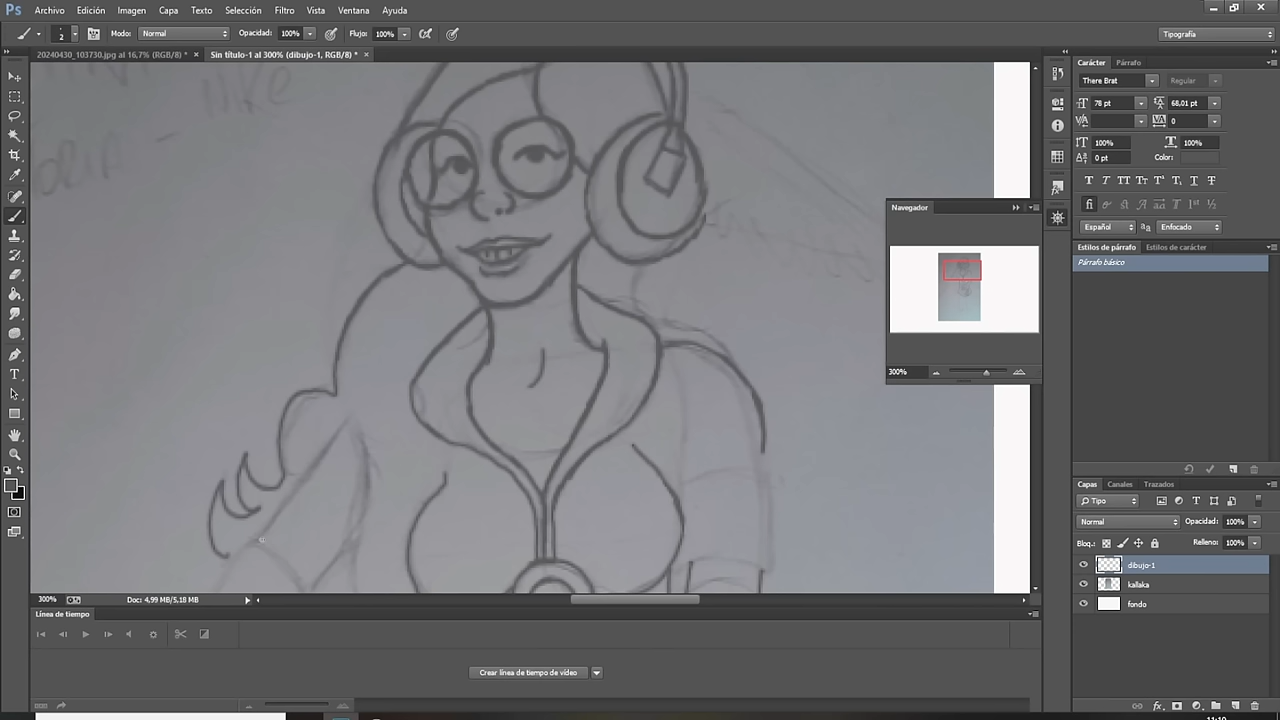 Ps Archivo Edición Imagen Capa Texto Selección Filtro Vista Ventana Ayuda
2 Modo: Normal Opacidad: 100% Flujo: 100% Tipografía
20240430_103730.jpg al 16,7% (RGB/8) * × Sin título-1 al 300% (dibujo-1, RGB/8) * ×
Carácter Párrafo
There Brat Regular
78 pt 68,01 pt
0
100% 100%
0 pt Color:
Español Enfocado
Estilos de párrafo Estilos de carácter
Párrafo básico
Navegador
300%
Capas Canales Trazados
Tipo
Normal Opacidad: 100%
Bloq.: Relleno: 100%
dibujo-1
kallaka
fondo
300% Doc: 4,99 MB/5,18 MB
Línea de tiempo
Crear línea de tiempo de vídeo